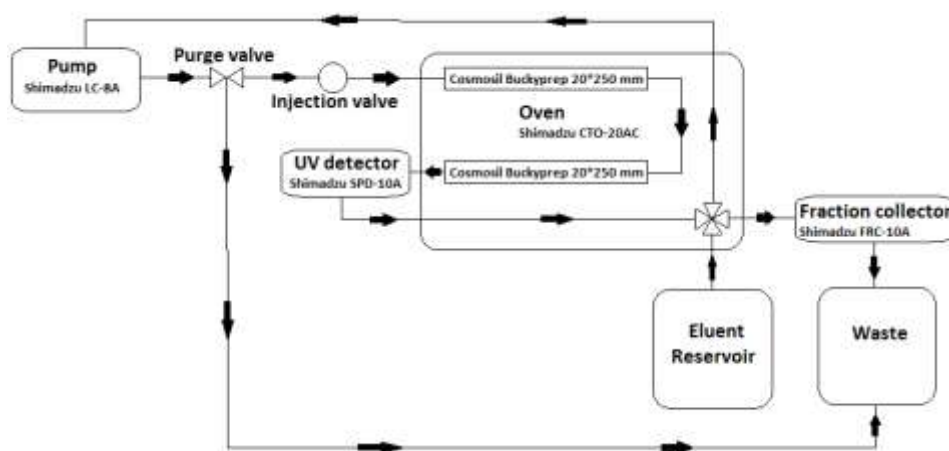 Pump
Shimadzu LC-8A
Purge valve
Injection valve
Cosmosil Buckyprep 20*250 mm
Oven
Shimadzu CTO-20AC
UV detector
Shimadzu SPD-10A
Cosmosil Buckyprep 20*250 mm
Fraction collector
Shimadzu FRC-10A
Eluent
Reservoir
Waste